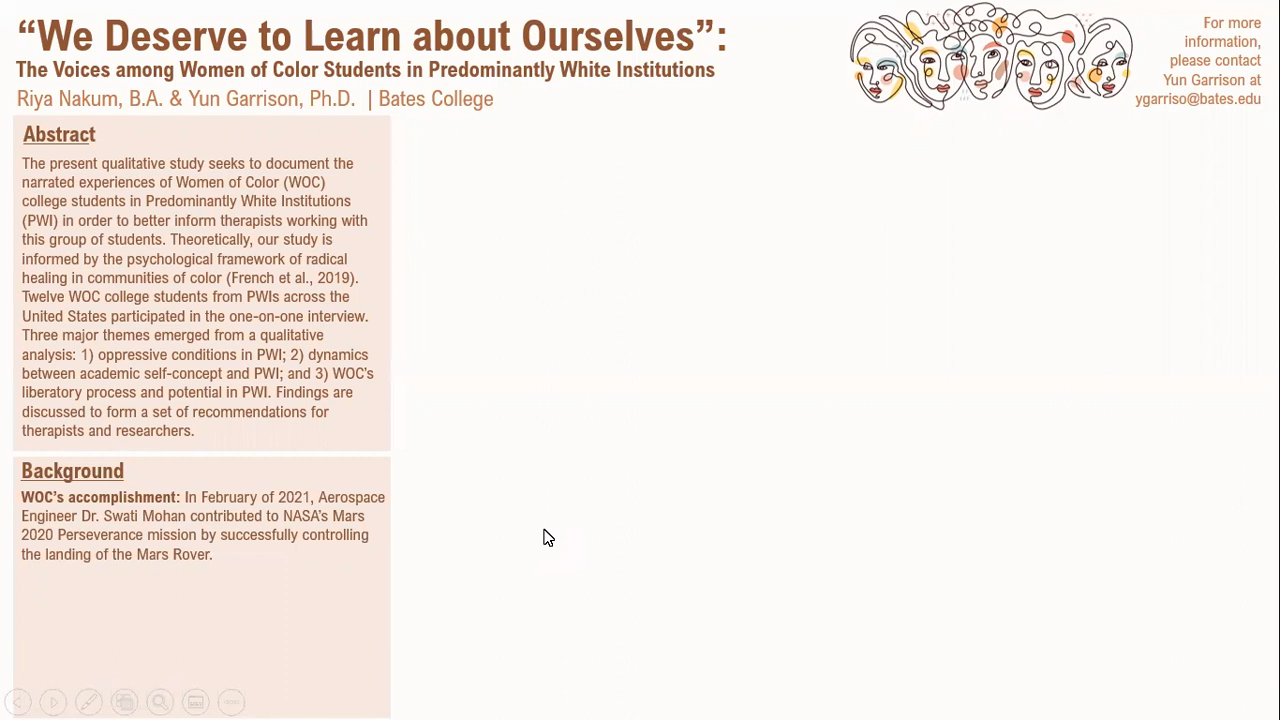 “We Deserve to Learn about Ourselves”:
The Voices among Women of Color Students in Predominantly White Institutions
Riya Nakum, B.A. & Yun Garrison, Ph.D. | Bates College
For more
information,
please contact
Yun Garrison at
ygarriso@bates.edu
Abstract
The present qualitative study seeks to document the
narrated experiences of Women of Color (WOC)
college students in Predominantly White Institutions
(PWI) in order to better inform therapists working with
this group of students. Theoretically, our study is
informed by the psychological framework of radical
healing in communities of color (French et al., 2019).
Twelve WOC college students from PWIs across the
United States participated in the one-on-one interview.
Three major themes emerged from a qualitative
analysis: 1) oppressive conditions in PWI; 2) dynamics
between academic self-concept and PWI; and 3) WOC’s
liberatory process and potential in PWI. Findings are
discussed to form a set of recommendations for
therapists and researchers.
Background
WOC’s accomplishment: In February of 2021, Aerospace
Engineer Dr. Swati Mohan contributed to NASA’s Mars
2020 Perseverance mission by successfully controlling
the landing of the Mars Rover.